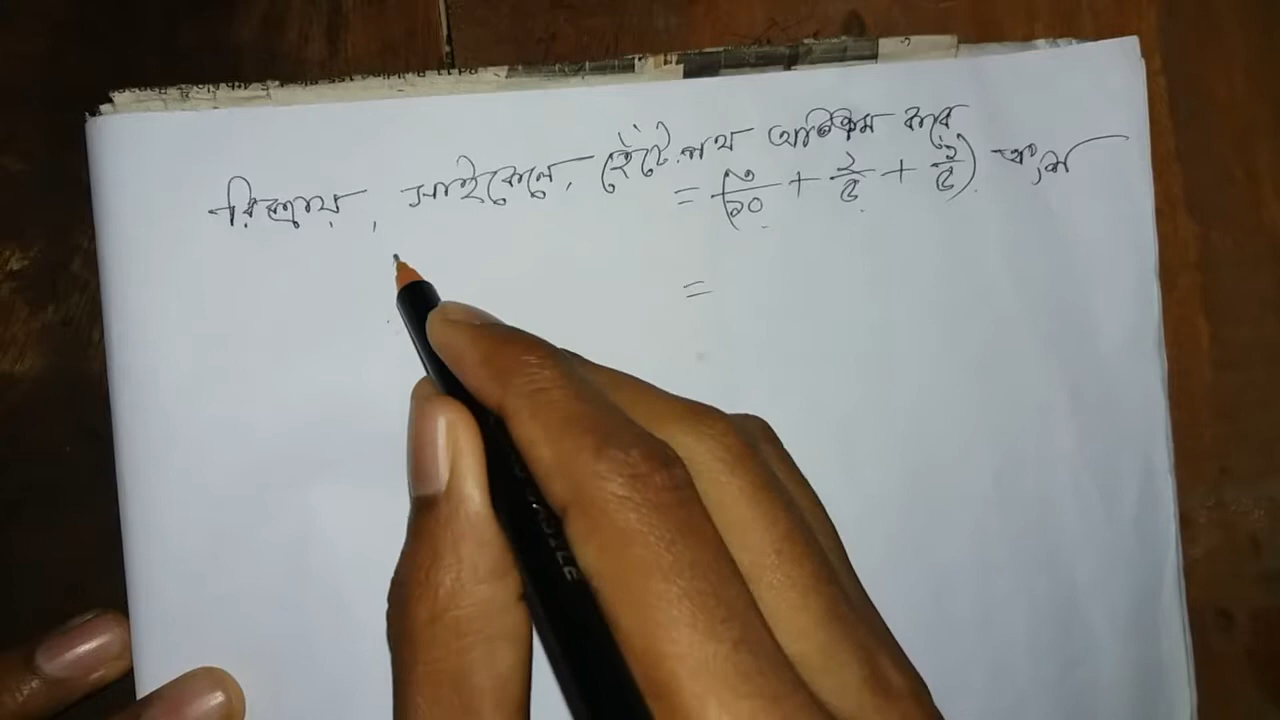 রিক্সায়, সাইকেলে, হেঁটে পথ অতিক্রম করে
= (৩/১০ + ২/৫ + ১/৫) অংশ
=